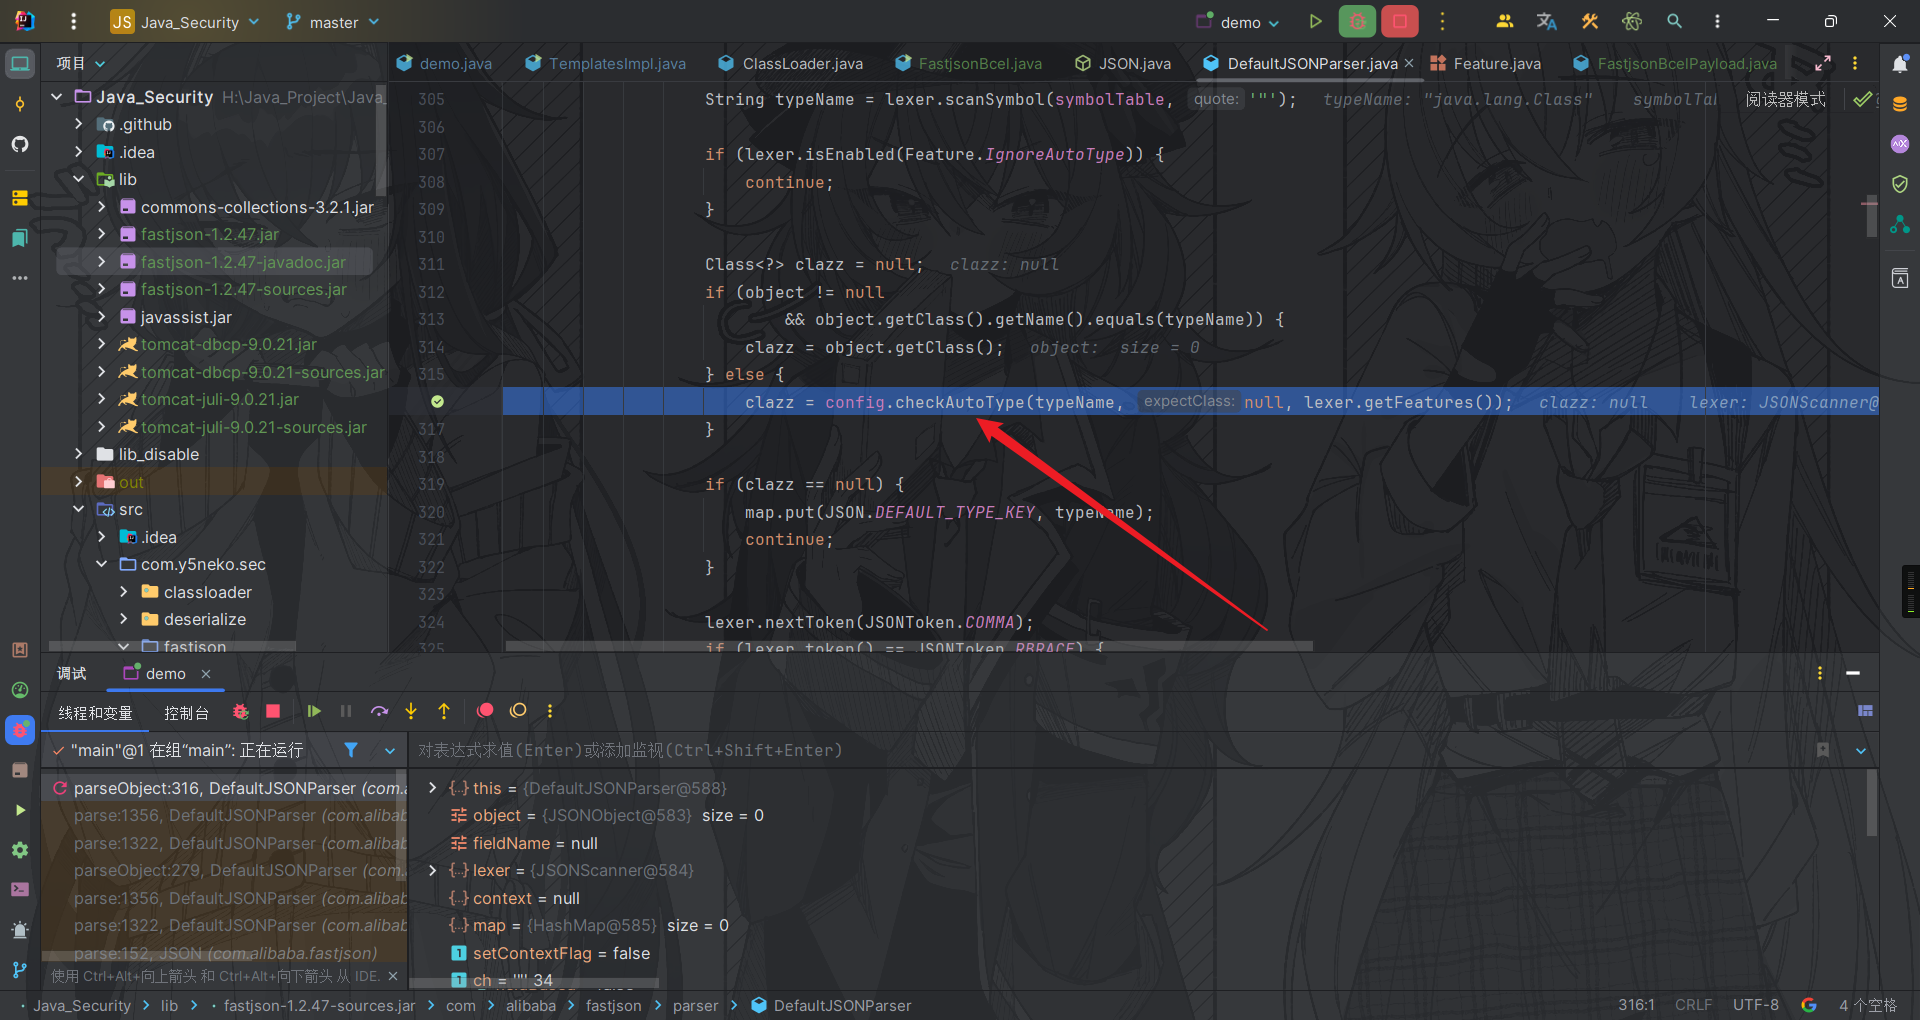 JS Java_Security master demo
项目
demo.java TemplatesImpl.java ClassLoader.java FastjsonBcel.java JSON.java DefaultJSONParser.java Feature.java FastjsonBcelPayload.java
Java_Security H:\Java_Project\Java_
.github
.idea
lib
commons-collections-3.2.1.jar
fastjson-1.2.47.jar
fastjson-1.2.47-javadoc.jar
fastjson-1.2.47-sources.jar
javassist.jar
tomcat-dbcp-9.0.21.jar
tomcat-dbcp-9.0.21-sources.jar
tomcat-juli-9.0.21.jar
tomcat-juli-9.0.21-sources.jar
lib_disable
out
src
.idea
com.y5neko.sec
classloader
deserialize
fastjson
阅读器模式
305 String typeName = lexer.scanSymbol(symbolTable, quote: '"'); typeName: "java.lang.Class" symbolTal
306
307 if (lexer.isEnabled(Feature.IgnoreAutoType)) {
308 continue;
309 }
310
311 Class<?> clazz = null; clazz: null
312 if (object != null
313 && object.getClass().getName().equals(typeName)) {
314 clazz = object.getClass(); object: size = 0
315 } else {
clazz = config.checkAutoType(typeName, expectClass: null, lexer.getFeatures()); clazz: null lexer: JSONScanner@
317 }
318
319 if (clazz == null) {
320 map.put(JSON.DEFAULT_TYPE_KEY, typeName);
321 continue;
322 }
323
324 lexer.nextToken(JSONToken.COMMA);
325 if (lexer.token() == JSONToken.RBRACE) {
调试 demo
线程和变量 控制台
"main"@1 在组“main”: 正在运行
对表达式求值(Enter)或添加监视(Ctrl+Shift+Enter)
parseObject:316, DefaultJSONParser (com.
parse:1356, DefaultJSONParser (com.alibab
parse:1322, DefaultJSONParser (com.alibab
parseObject:279, DefaultJSONParser (com.
parse:1356, DefaultJSONParser (com.alibab
parse:1322, DefaultJSONParser (com.alibab
parse:152, JSON (com.alibaba.fastjson)
使用 Ctrl+Alt+向上箭头 和 Ctrl+Alt+向下箭头 从 IDE.
this = {DefaultJSONParser@588}
object = {JSONObject@583} size = 0
fieldName = null
lexer = {JSONScanner@584}
context = null
map = {HashMap@585} size = 0
setContextFlag = false
ch = '"' 34
Java_Security lib fastjson-1.2.47-sources.jar com alibaba fastjson parser DefaultJSONParser
316:1 CRLF UTF-8 4 个空格